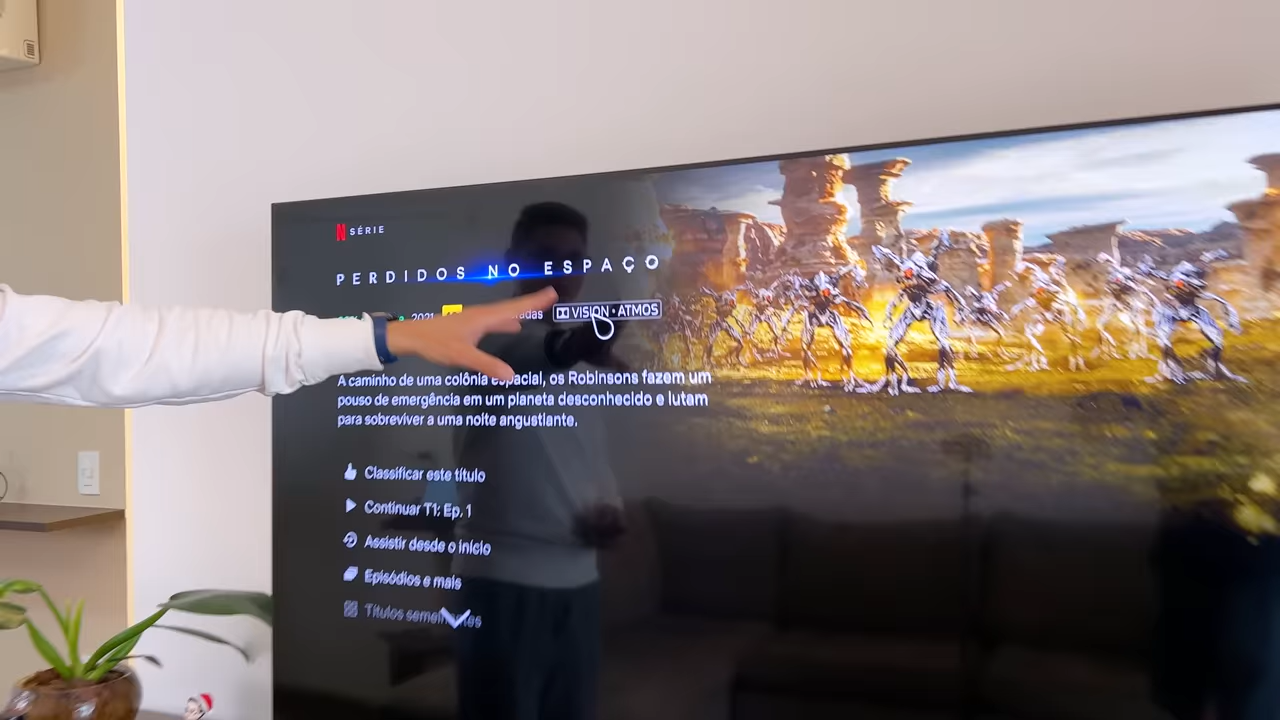 N SÉRIE
PERDIDOS NO ESPAÇO
2021 VISION·ATMOS
A caminho de uma colônia espacial, os Robinsons fazem um
pouso de emergência em um planeta desconhecido e lutam
para sobreviver a uma noite angustiante.
Classificar este título
Continuar T1: Ep. 1
Assistir desde o início
Episódios e mais
Títulos